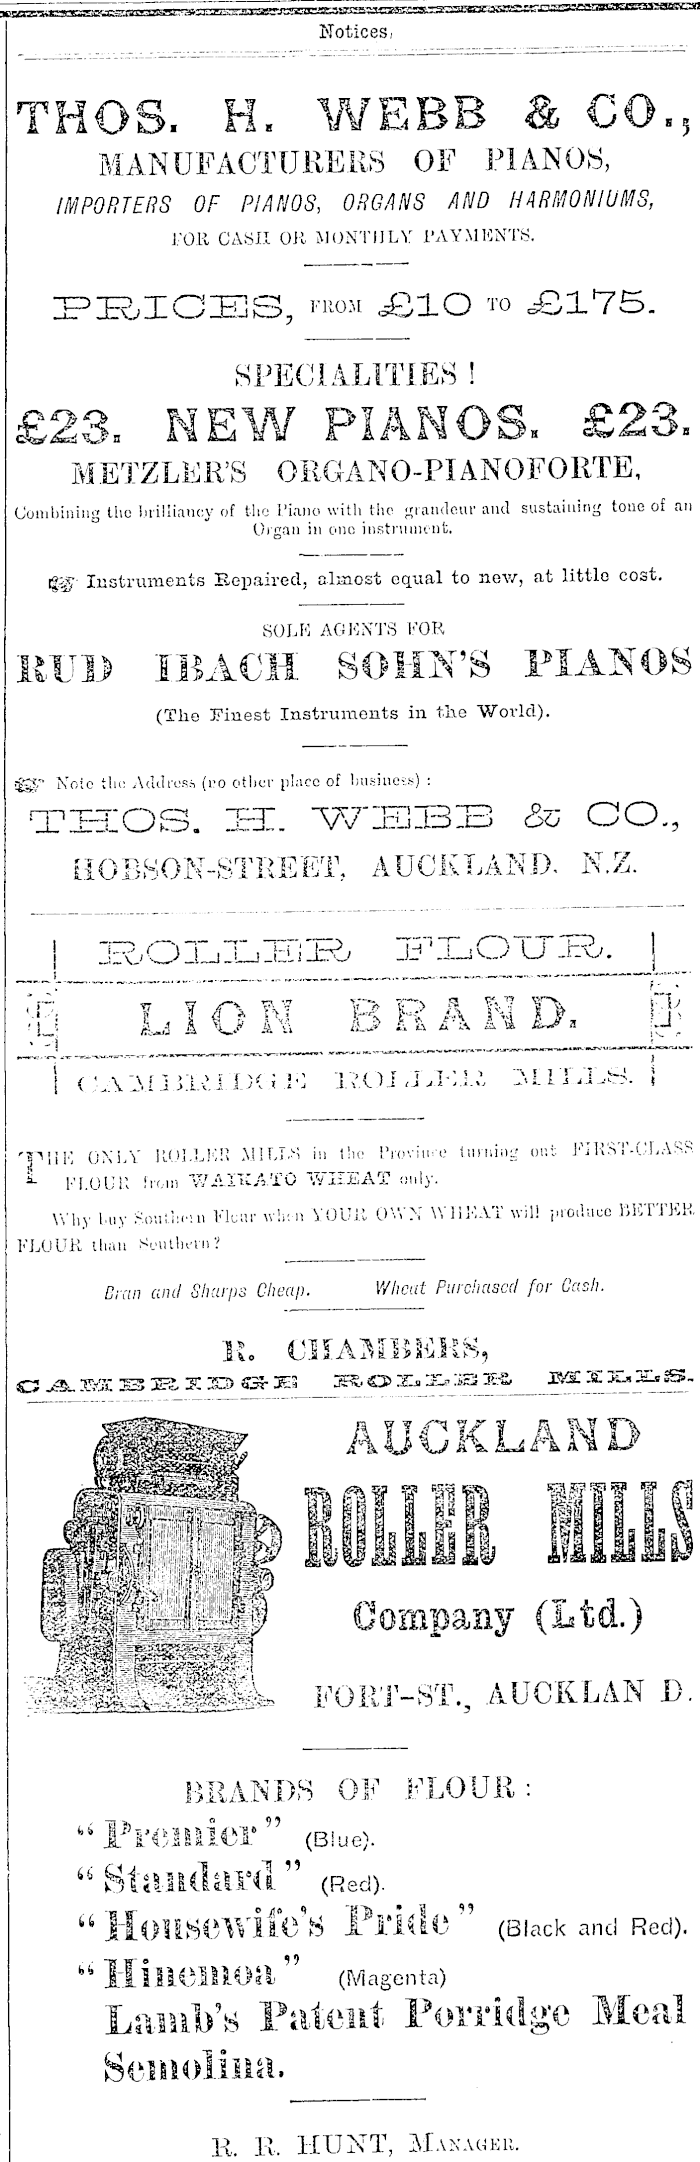 Notices.
THOS. H. WEBB & CO.,
MANUFACTURERS OF PIANOS,
IMPORTERS OF PIANOS, ORGANS AND HARMONIUMS,
FOR CASH OR MONTHLY PAYMENTS.
PRICES, FROM £10 TO £175.
SPECIALITIES!
£23. NEW PIANOS. £23.
METZLER'S ORGANO-PIANOFORTE,
Combining the brilliancy of the Piano with the grandeur and sustaining tone of an
Organ in one instrument.
Instruments Repaired, almost equal to new, at little cost.
SOLE AGENTS FOR
RUD IBACH SOHN'S PIANOS
(The Finest Instruments in the World).
Note the Address (no other place of business) :
THOS. H. WEBB & CO.,
HOBSON-STREET, AUCKLAND. N.Z.
ROLLER FLOUR.
LION BRAND.
CAMBRIDGE ROLLER MILLS.
THE ONLY ROLLER MILLS in the Province turning out FIRST-CLASS
FLOUR from WAIKATO WHEAT only.
Why buy Southern Flour when YOUR OWN WHEAT will produce BETTER
FLOUR than Southern?
Bran and Sharps Cheap. Wheat Purchased for Cash.
R. CHAMBERS,
CAMBRIDGE ROLLER MILLS.
AUCKLAND
ROLLER MILLS
Company (Ltd.)
FORT-ST., AUCKLAN D.
BRANDS OF FLOUR :
"Premier" (Blue).
"Standard" (Red).
"Housewife's Pride" (Black and Red).
"Hinemoa" (Magenta)
Lamb's Patent Porridge Meal
Semolina.
R. R. HUNT, MANAGER.